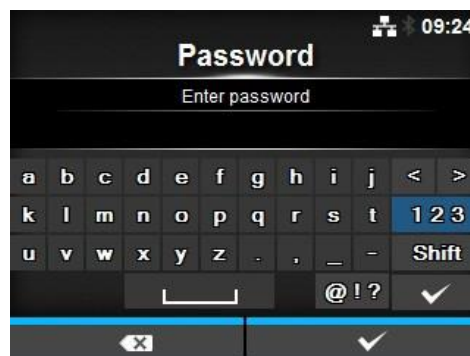 09:24
Password
Enter password
a b c d e f g h i j < >
k l m n o p q r s t 123
u v w x y z . , _ - Shift
@!?